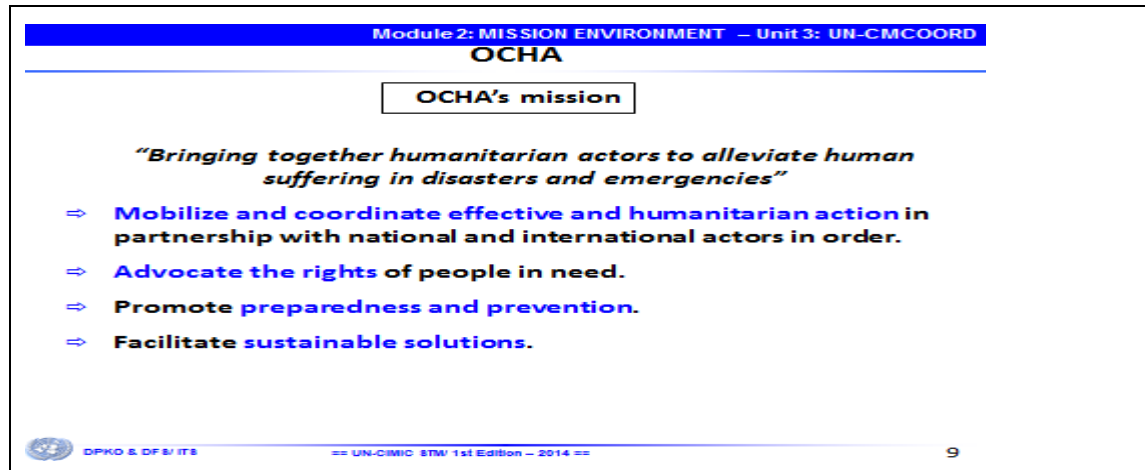 Module 2: MISSION ENVIRONMENT – Unit 3: UN-CMCOORD
OCHA
OCHA's mission
“Bringing together humanitarian actors to alleviate human
suffering in disasters and emergencies”
⇨ Mobilize and coordinate effective and humanitarian action in
partnership with national and international actors in order.
⇨ Advocate the rights of people in need.
⇨ Promote preparedness and prevention.
⇨ Facilitate sustainable solutions.
DPKO & DFS/ ITS == UN-CIMIC STM/ 1st Edition – 2014 == 9